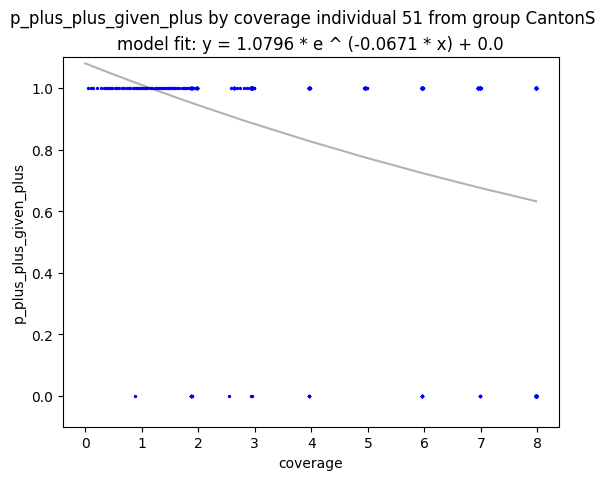 p_plus_plus_given_plus by coverage individual 51 from group CantonS
model fit: y = 1.0796 * e ^ (-0.0671 * x) + 0.0
1.0
0.8
0.6
0.4
0.2
0.0
p_plus_plus_given_plus
0 1 2 3 4 5 6 7 8
coverage